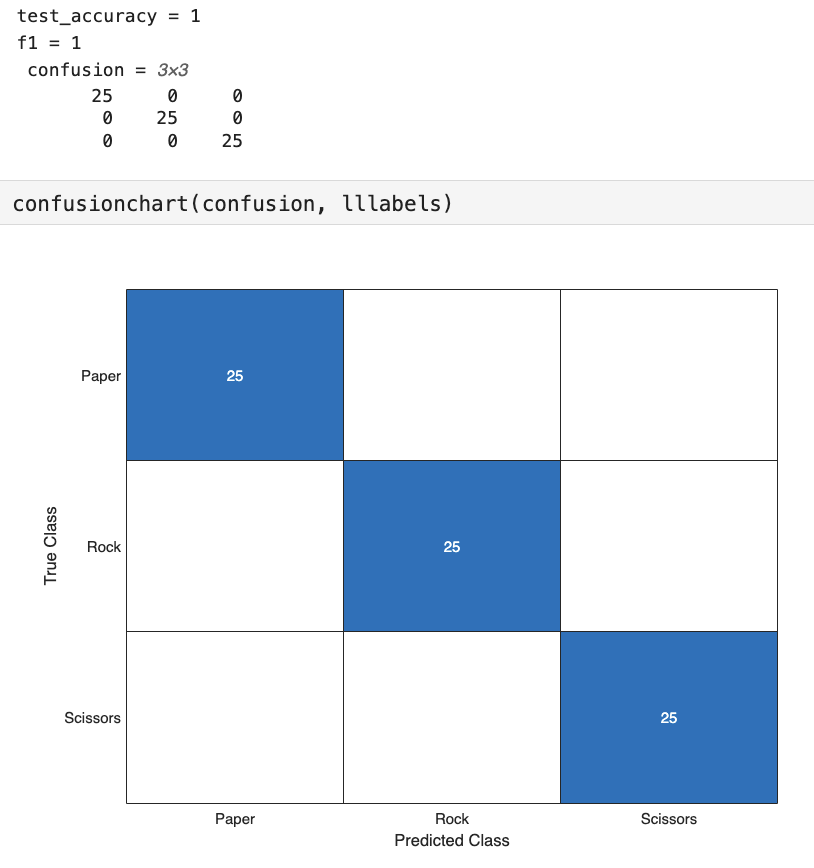 test_accuracy = 1
f1 = 1
confusion = 3×3
25 0 0
0 25 0
0 0 25
confusionchart(confusion, lllabels)
Paper
25
True Class
Rock
25
Scissors
25
Paper Rock Scissors
Predicted Class